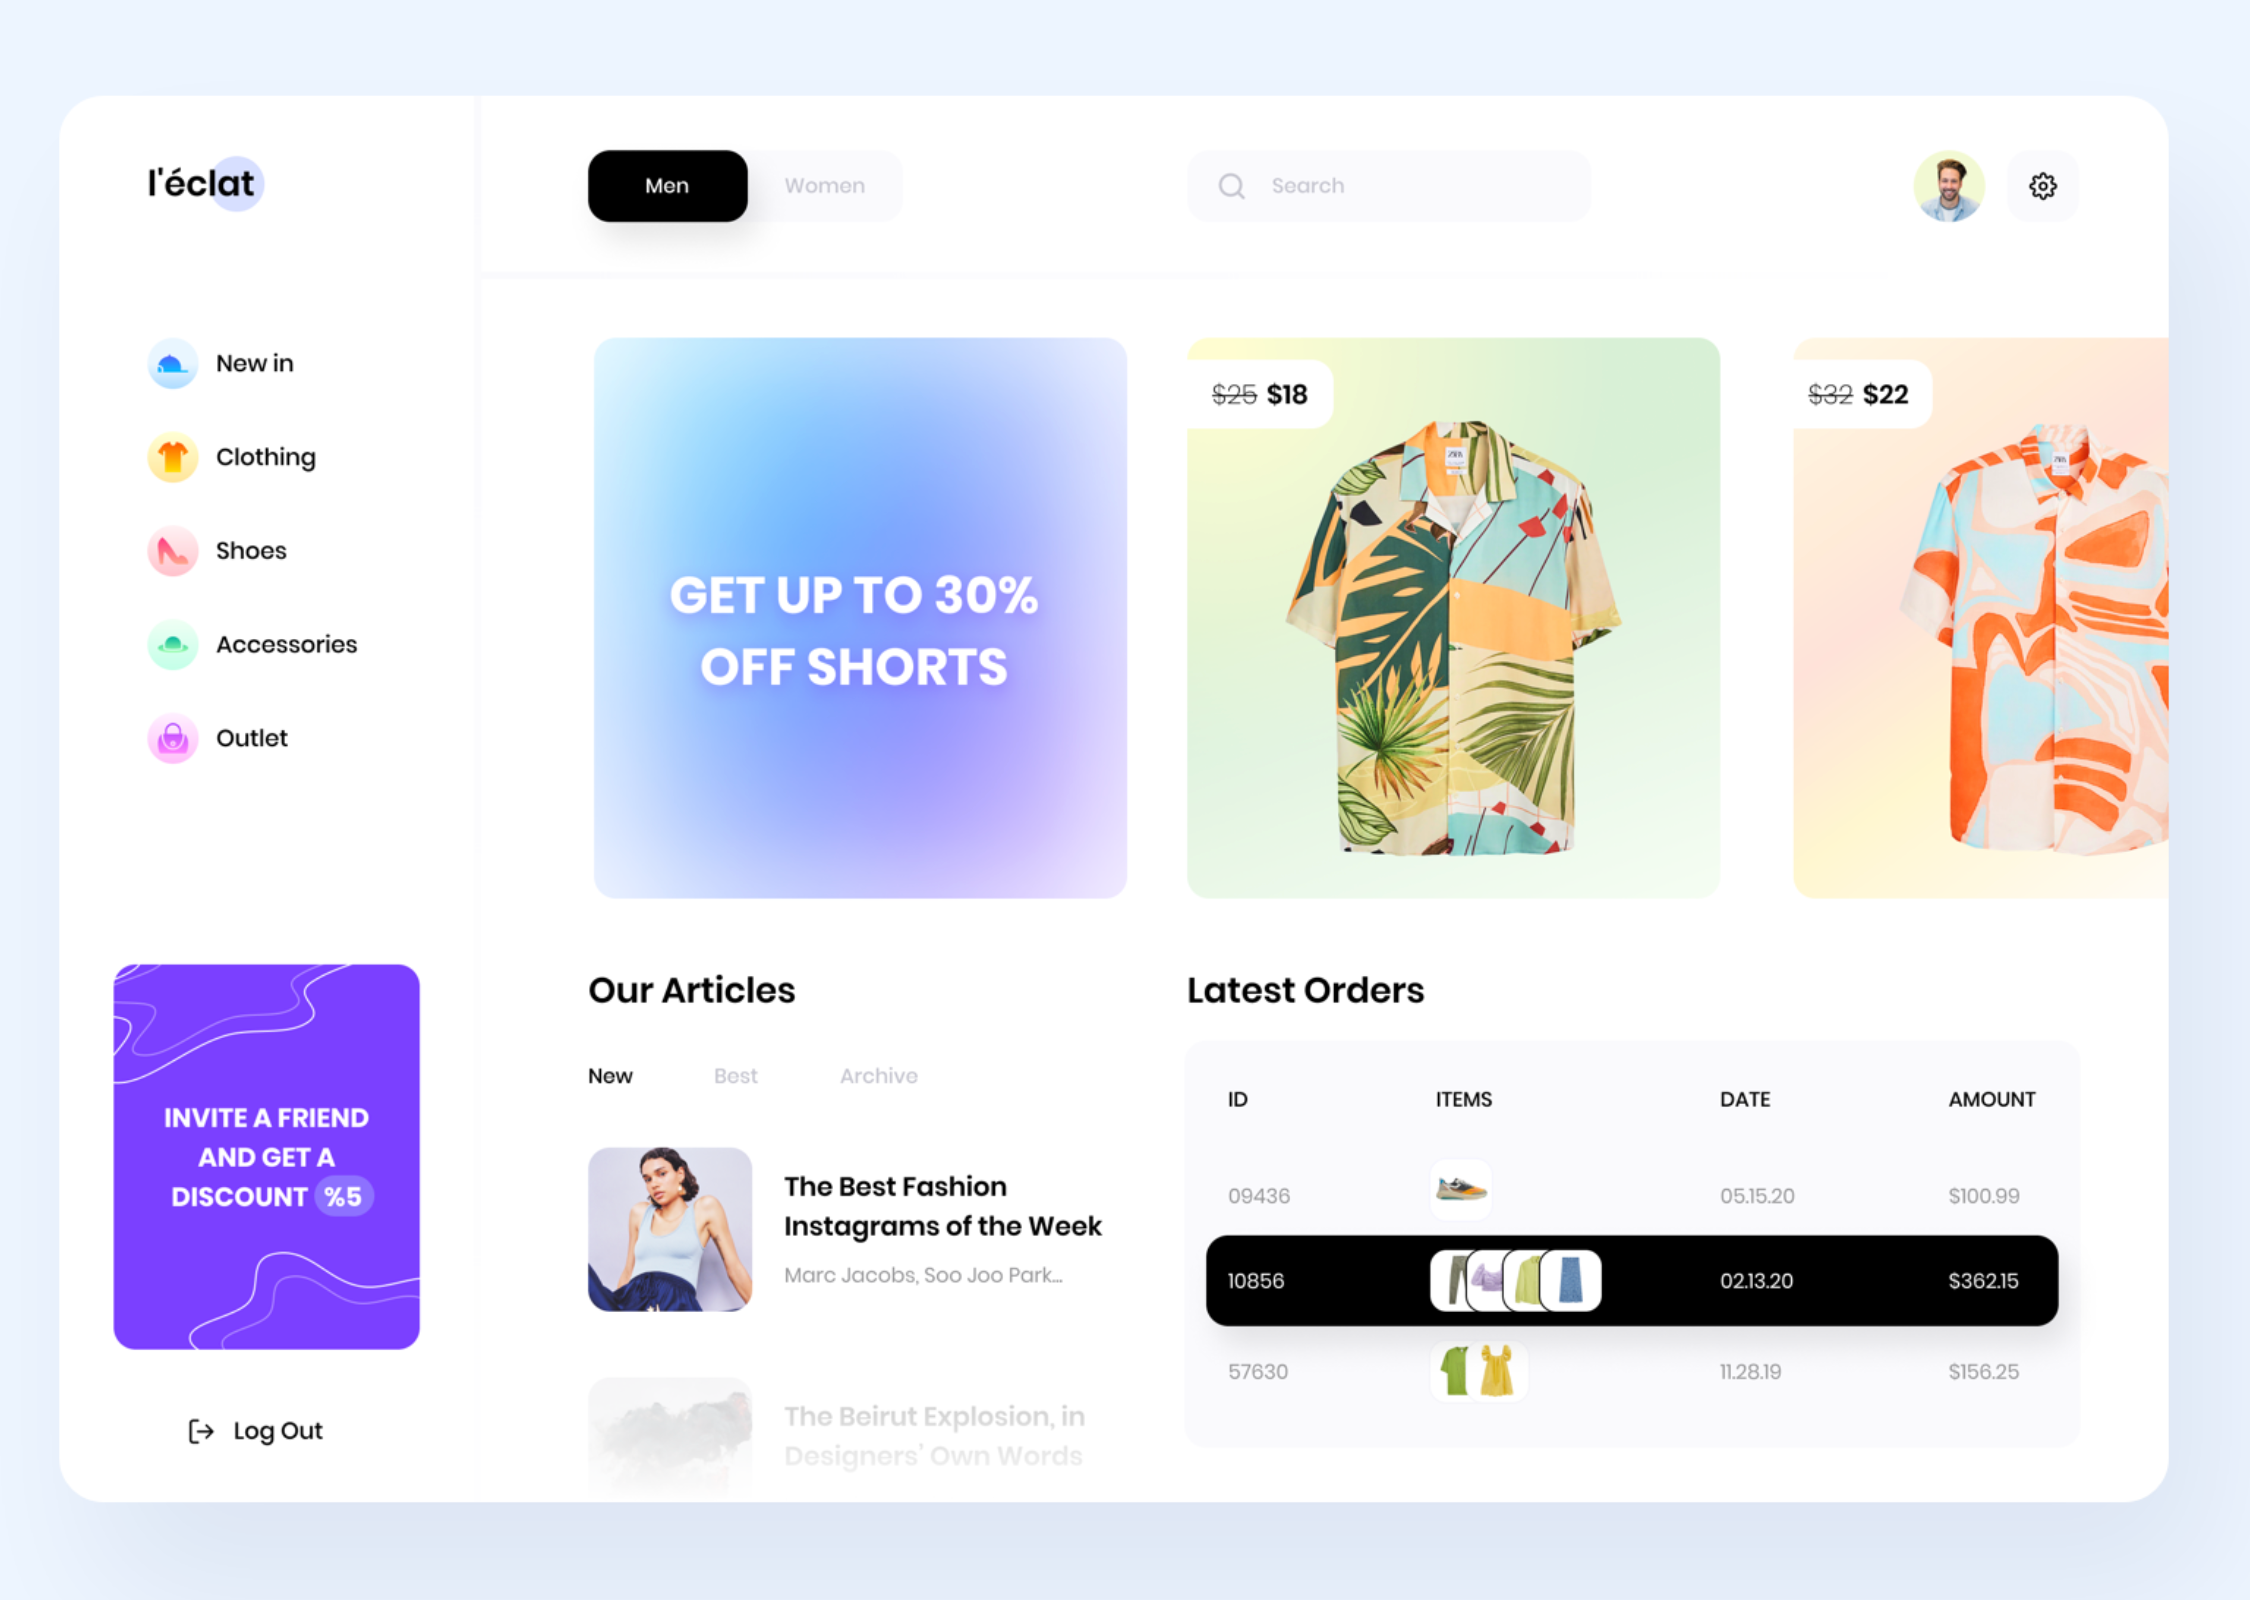 l'éclat
Men
Women
Search
New in
Clothing
Shoes
Accessories
Outlet
GET UP TO 30%
OFF SHORTS
$25 $18
ZARA
$32 $22
INVITE A FRIEND
AND GET A
DISCOUNT %5
Log Out
Our Articles
New
Best
Archive
The Best Fashion
Instagrams of the Week
Marc Jacobs, Soo Joo Park...
The Beirut Explosion, in
Designers’ Own Words
Latest Orders
ID ITEMS DATE AMOUNT
09436 05.15.20 $100.99
10856 02.13.20 $362.15
57630 11.28.19 $156.25